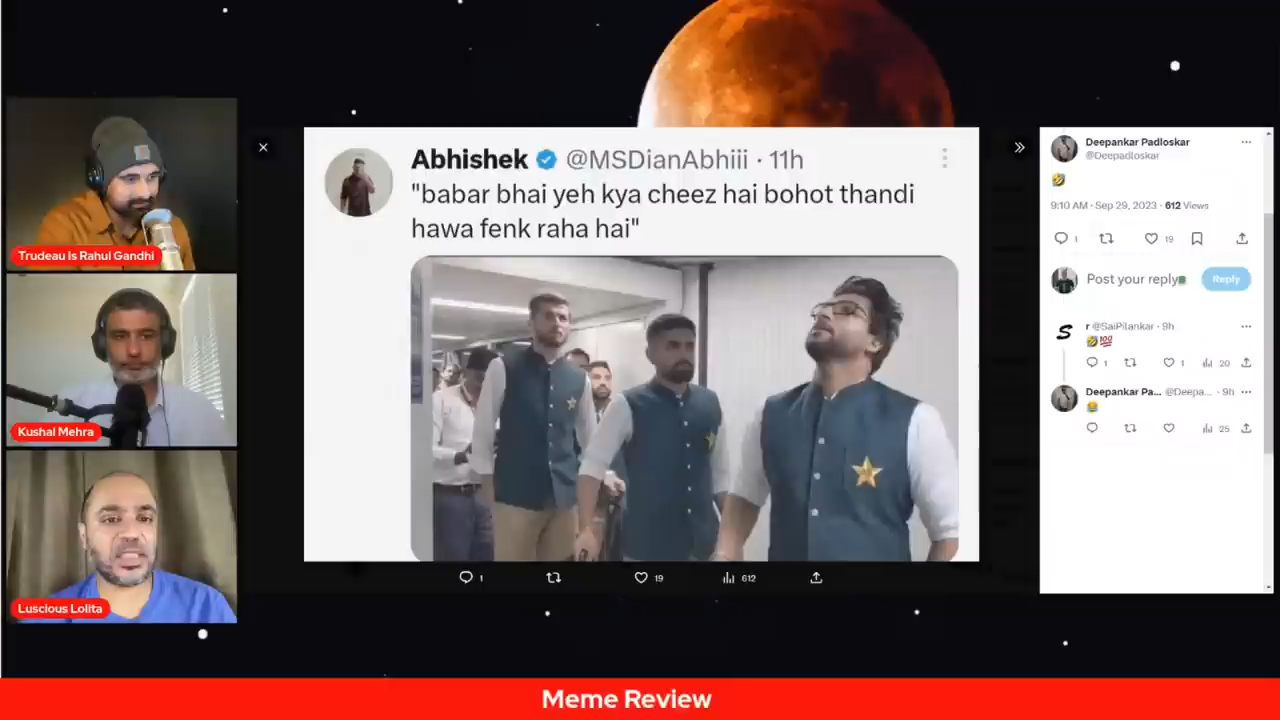 Trudeau Is Rahul Gandhi
Kushal Mehra
Luscious Lolita
Abhishek @MSDianAbhiii · 11h
"babar bhai yeh kya cheez hai bohot thandi
hawa fenk raha hai"
1 19 612
Deepankar Padloskar
@Deepadloskar
9:10 AM · Sep 29, 2023 · 612 Views
1 19
Post your reply
Reply
r @SaiPilankar · 9h
💯
1 1 20
Deepankar Pa... @Deepa... · 9h
25
Meme Review